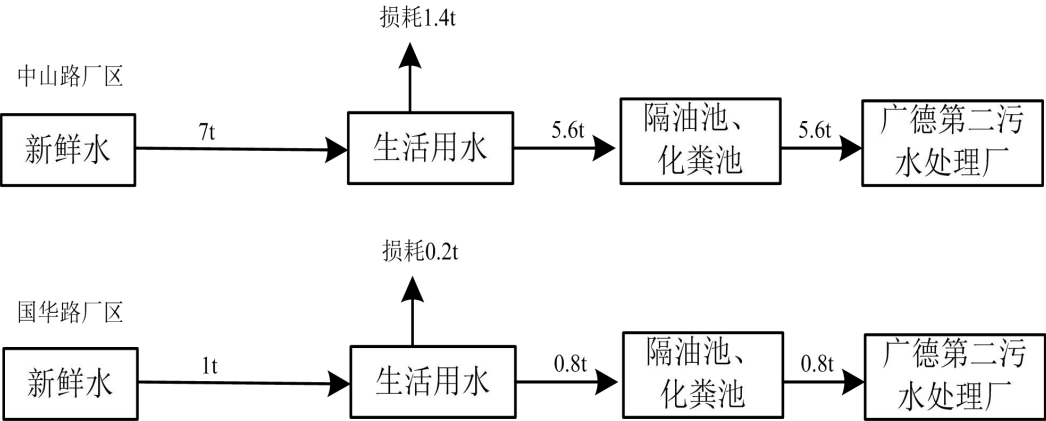 损耗1.4t
中山路厂区
新鲜水
7t
生活用水
5.6t
隔油池、
化粪池
5.6t
广德第二污
水处理厂
损耗0.2t
国华路厂区
新鲜水
1t
生活用水
0.8t
隔油池、
化粪池
0.8t
广德第二污
水处理厂